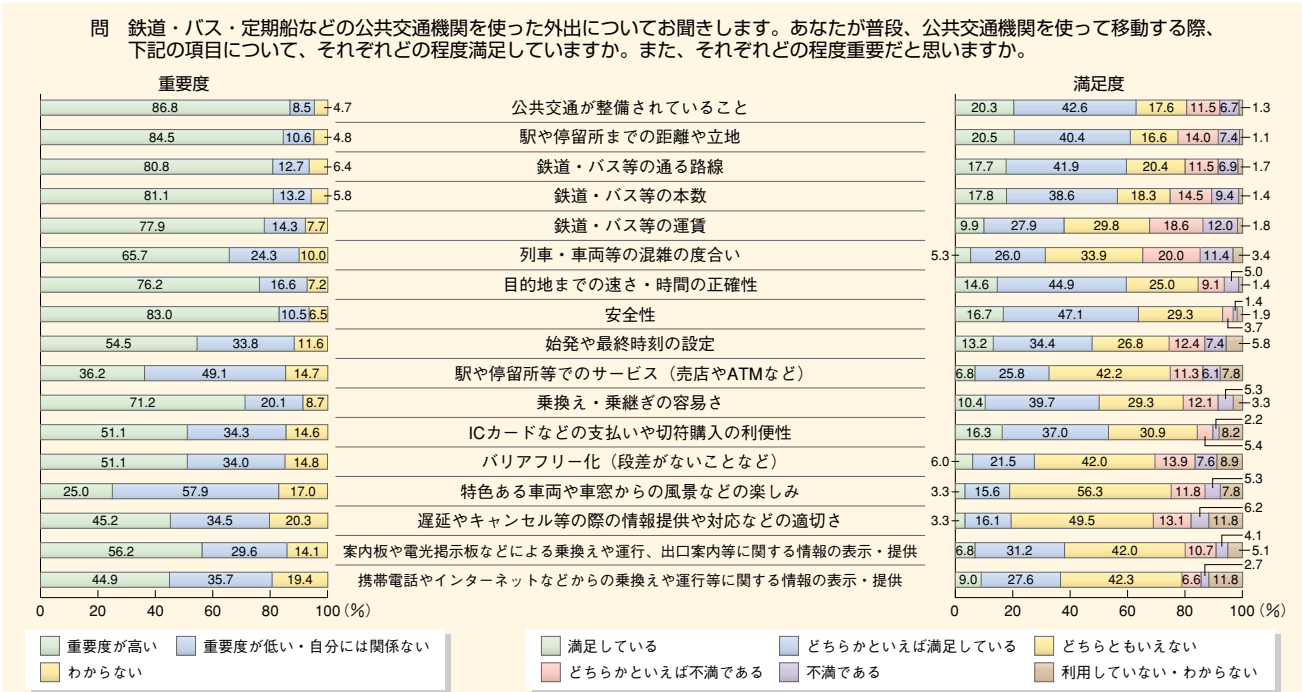 問 鉄道・バス・定期船などの公共交通機関を使った外出についてお聞きします。あなたが普段、公共交通機関を使って移動する際、
下記の項目について、それぞれどの程度満足していますか。また、それぞれどの程度重要だと思いますか。
重要度 満足度
86.8 8.5 4.7 公共交通が整備されていること 20.3 42.6 17.6 11.5 6.7 1.3
84.5 10.6 4.8 駅や停留所までの距離や立地 20.5 40.4 16.6 14.0 7.4 1.1
80.8 12.7 6.4 鉄道・バス等の通る路線 17.7 41.9 20.4 11.5 6.9 1.7
81.1 13.2 5.8 鉄道・バス等の本数 17.8 38.6 18.3 14.5 9.4 1.4
77.9 14.3 7.7 鉄道・バス等の運賃 9.9 27.9 29.8 18.6 12.0 1.8
65.7 24.3 10.0 列車・車両等の混雑の度合い 5.3 26.0 33.9 20.0 11.4 3.4
76.2 16.6 7.2 目的地までの速さ・時間の正確性 14.6 44.9 25.0 9.1 5.0 1.4
83.0 10.5 6.5 安全性 16.7 47.1 29.3 3.7 1.4 1.9
54.5 33.8 11.6 始発や最終時刻の設定 13.2 34.4 26.8 12.4 7.4 5.8
36.2 49.1 14.7 駅や停留所等でのサービス（売店やATMなど） 6.8 25.8 42.2 11.3 6.1 7.8
71.2 20.1 8.7 乗換え・乗継ぎの容易さ 10.4 39.7 29.3 12.1 5.3 3.3
51.1 34.3 14.6 ICカードなどの支払いや切符購入の利便性 16.3 37.0 30.9 5.4 2.2 8.2
51.1 34.0 14.8 バリアフリー化（段差がないことなど） 6.0 21.5 42.0 13.9 7.6 8.9
25.0 57.9 17.0 特色ある車両や車窓からの風景などの楽しみ 3.3 15.6 56.3 11.8 5.3 7.8
45.2 34.5 20.3 遅延やキャンセル等の際の情報提供や対応などの適切さ 3.3 16.1 49.5 13.1 6.2 11.8
56.2 29.6 14.1 案内板や電光掲示板などによる乗換えや運行、出口案内等に関する情報の表示・提供 6.8 31.2 42.0 10.7 4.1 5.1
44.9 35.7 19.4 携帯電話やインターネットなどからの乗換えや運行等に関する情報の表示・提供 9.0 27.6 42.3 6.6 2.7 11.8
0 20 40 60 80 100（%） 0 20 40 60 80 100（%）
重要度が高い 重要度が低い・自分には関係ない
わからない
満足している どちらかといえば満足している どちらともいえない
どちらかといえば不満である 不満である 利用していない・わからない